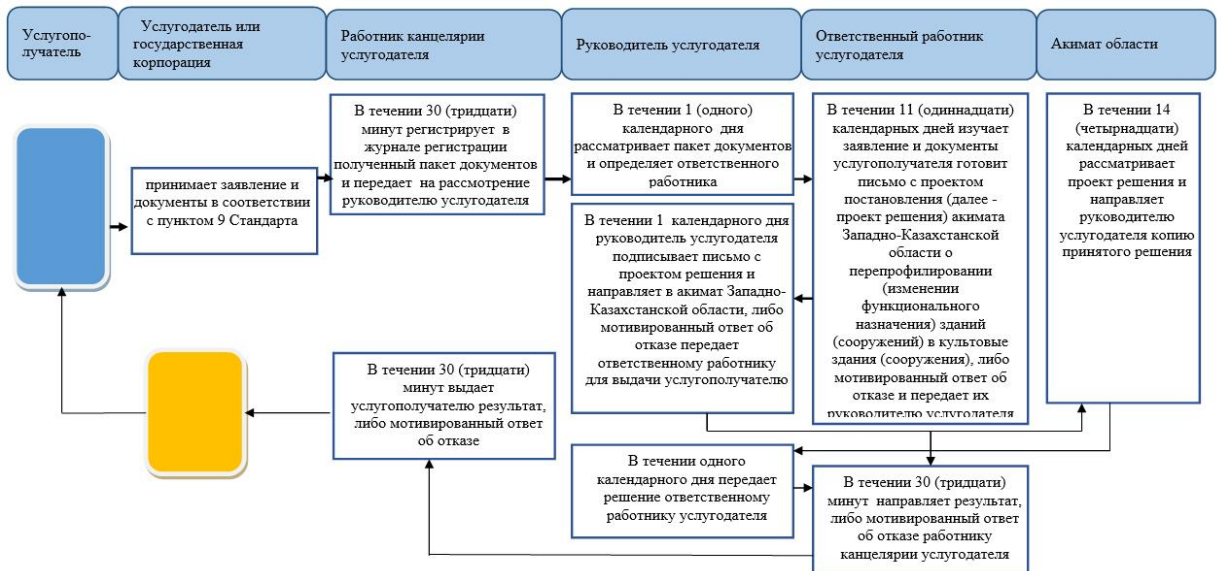 Услугопо-
лучатель
Услугодатель или
государственная
корпорация
Работник канцелярии
услугодателя
Руководитель услугодателя
Ответственный работник
услугодателя
Акимат области
принимает заявление и
документы в соответствии
с пунктом 9 Стандарта
В течении 30 (тридцати)
минут регистрирует в
журнале регистрации
полученный пакет документов
и передает на рассмотрение
руководителю услугодателя
В течении 1 (одного)
календарного дня
рассматривает пакет документов
и определяет ответственного
работника
В течении 11 (одиннадцати)
календарных дней изучает
заявление и документы
услугополучателя готовит
письмо с проектом
постановления (далее -
проект решения) акимата
Западно-Казахстанской
области о
перепрофилировании
(изменении
функционального
назначения) зданий
(сооружений) в культовые
здания (сооружения), либо
мотивированный ответ об
отказе и передает их
руководителю услугодателя
В течении 14
(четырнадцати)
календарных дней
рассматривает
проект решения и
направляет
руководителю
услугодателя копию
принятого решения
В течении 1 календарного дня
руководитель услугодателя
подписывает письмо с
проектом решения и
направляет в акимат Западно-
Казахстанской области, либо
мотивированный ответ об
отказе передает
ответственному работнику
для выдачи услугополучателю
В течении 30 (тридцати)
минут выдает
услугополучателю результат,
либо мотивированный ответ
об отказе
В течении одного
календарного дня передает
решение ответственному
работнику услугодателя
В течении 30 (тридцати)
минут направляет результат,
либо мотивированный ответ
об отказе работнику
канцелярии услугодателя